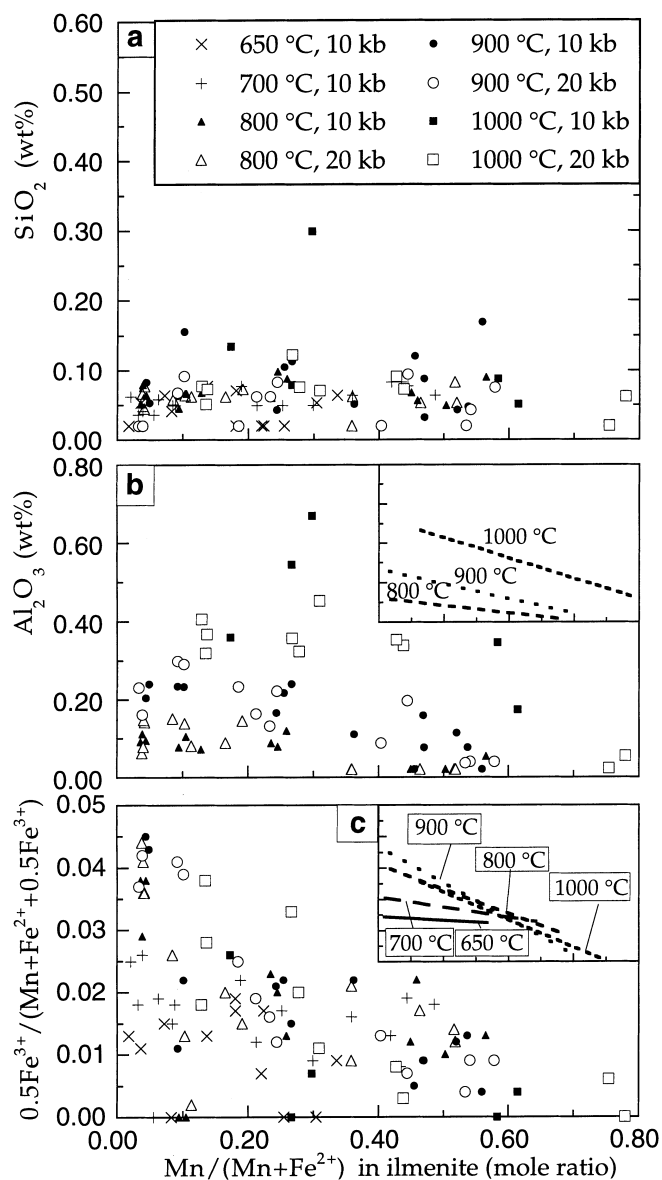 0.60
a
× 650 °C, 10 kb
● 900 °C, 10 kb
+ 700 °C, 10 kb
○ 900 °C, 20 kb
▲ 800 °C, 10 kb
■ 1000 °C, 10 kb
△ 800 °C, 20 kb
□ 1000 °C, 20 kb
0.50
0.40
0.30
0.20
0.10
0.00
SiO₂ (wt%)
0.80
b
1000 °C
900 °C
800 °C
0.60
0.40
0.20
0.00
Al₂O₃ (wt%)
0.05
c
900 °C
800 °C
1000 °C
700 °C
650 °C
0.04
0.03
0.02
0.01
0.00
0.5Fe³⁺/(Mn+Fe²⁺+0.5Fe³⁺)
0.00 0.20 0.40 0.60 0.80
Mn/(Mn+Fe²⁺) in ilmenite (mole ratio)